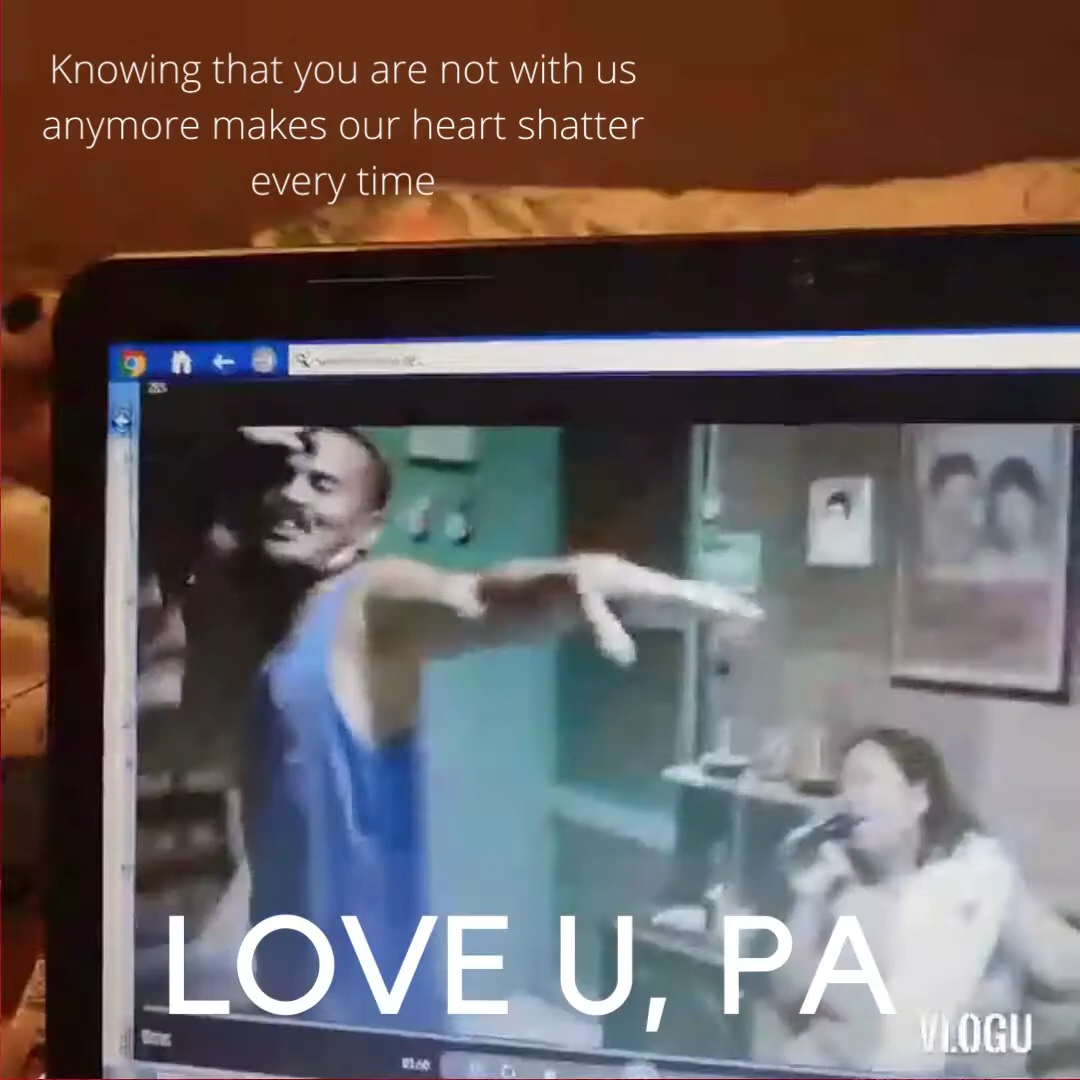 Knowing that you are not with us
anymore makes our heart shatter
every time
LOVE U, PA
VLOGU